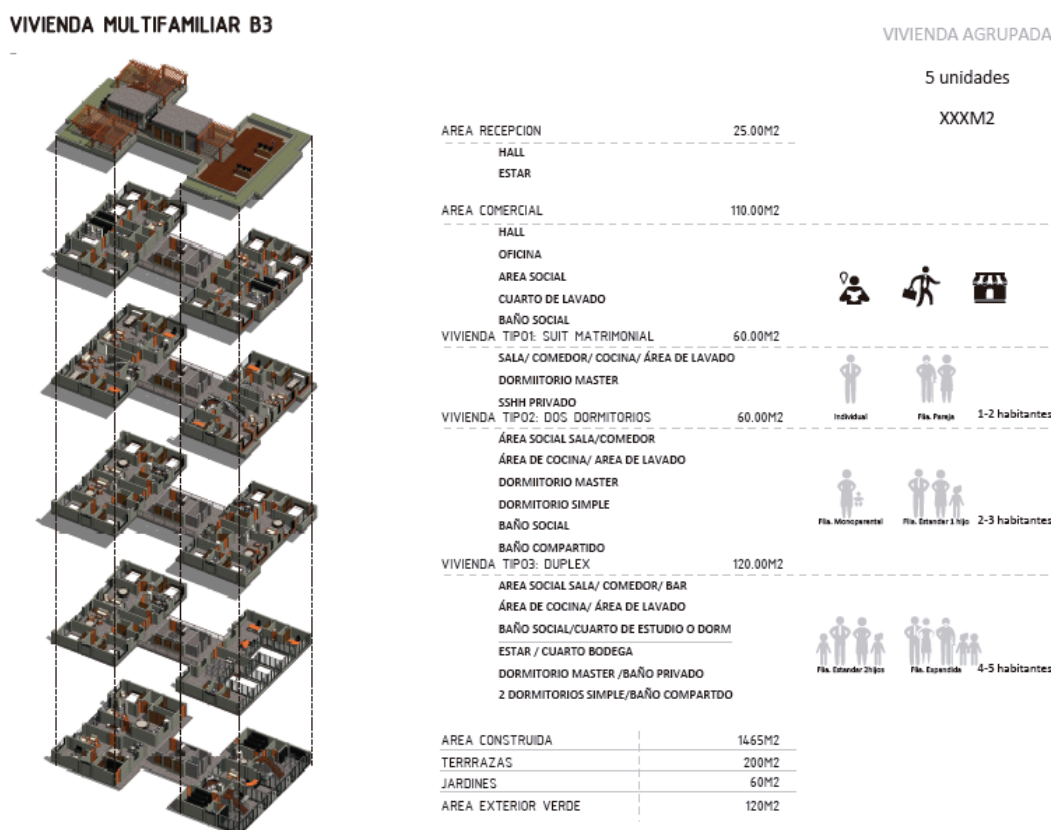 VIVIENDA MULTIFAMILIAR B3
–
VIVIENDA AGRUPADA
5 unidades
XXXM2
AREA RECEPCION 25.00M2
HALL
ESTAR
AREA COMERCIAL 110.00M2
HALL
OFICINA
AREA SOCIAL
CUARTO DE LAVADO
BAÑO SOCIAL
VIVIENDA TIPO1: SUIT MATRIMONIAL 60.00M2
SALA/ COMEDOR/ COCINA/ ÁREA DE LAVADO
DORMIITORIO MASTER
SSHH PRIVADO
Individual Flia. Pareja 1-2 habitantes
VIVIENDA TIPO2: DOS DORMITORIOS 60.00M2
ÁREA SOCIAL SALA/COMEDOR
ÁREA DE COCINA/ AREA DE LAVADO
DORMIITORIO MASTER
DORMITORIO SIMPLE
BAÑO SOCIAL
BAÑO COMPARTIDO
Flia. Monoparental Flia. Estandar 1 hijo 2-3 habitantes
VIVIENDA TIPO3: DUPLEX 120.00M2
AREA SOCIAL SALA/ COMEDOR/ BAR
ÁREA DE COCINA/ ÁREA DE LAVADO
BAÑO SOCIAL/CUARTO DE ESTUDIO O DORM
ESTAR / CUARTO BODEGA
DORMITORIO MASTER /BAÑO PRIVADO
2 DORMITORIOS SIMPLE/BAÑO COMPARTDO
Flia. Estandar 2hijos Flia. Expandida 4-5 habitantes
AREA CONSTRUIDA 1465M2
TERRRAZAS 200M2
JARDINES 60M2
AREA EXTERIOR VERDE 120M2